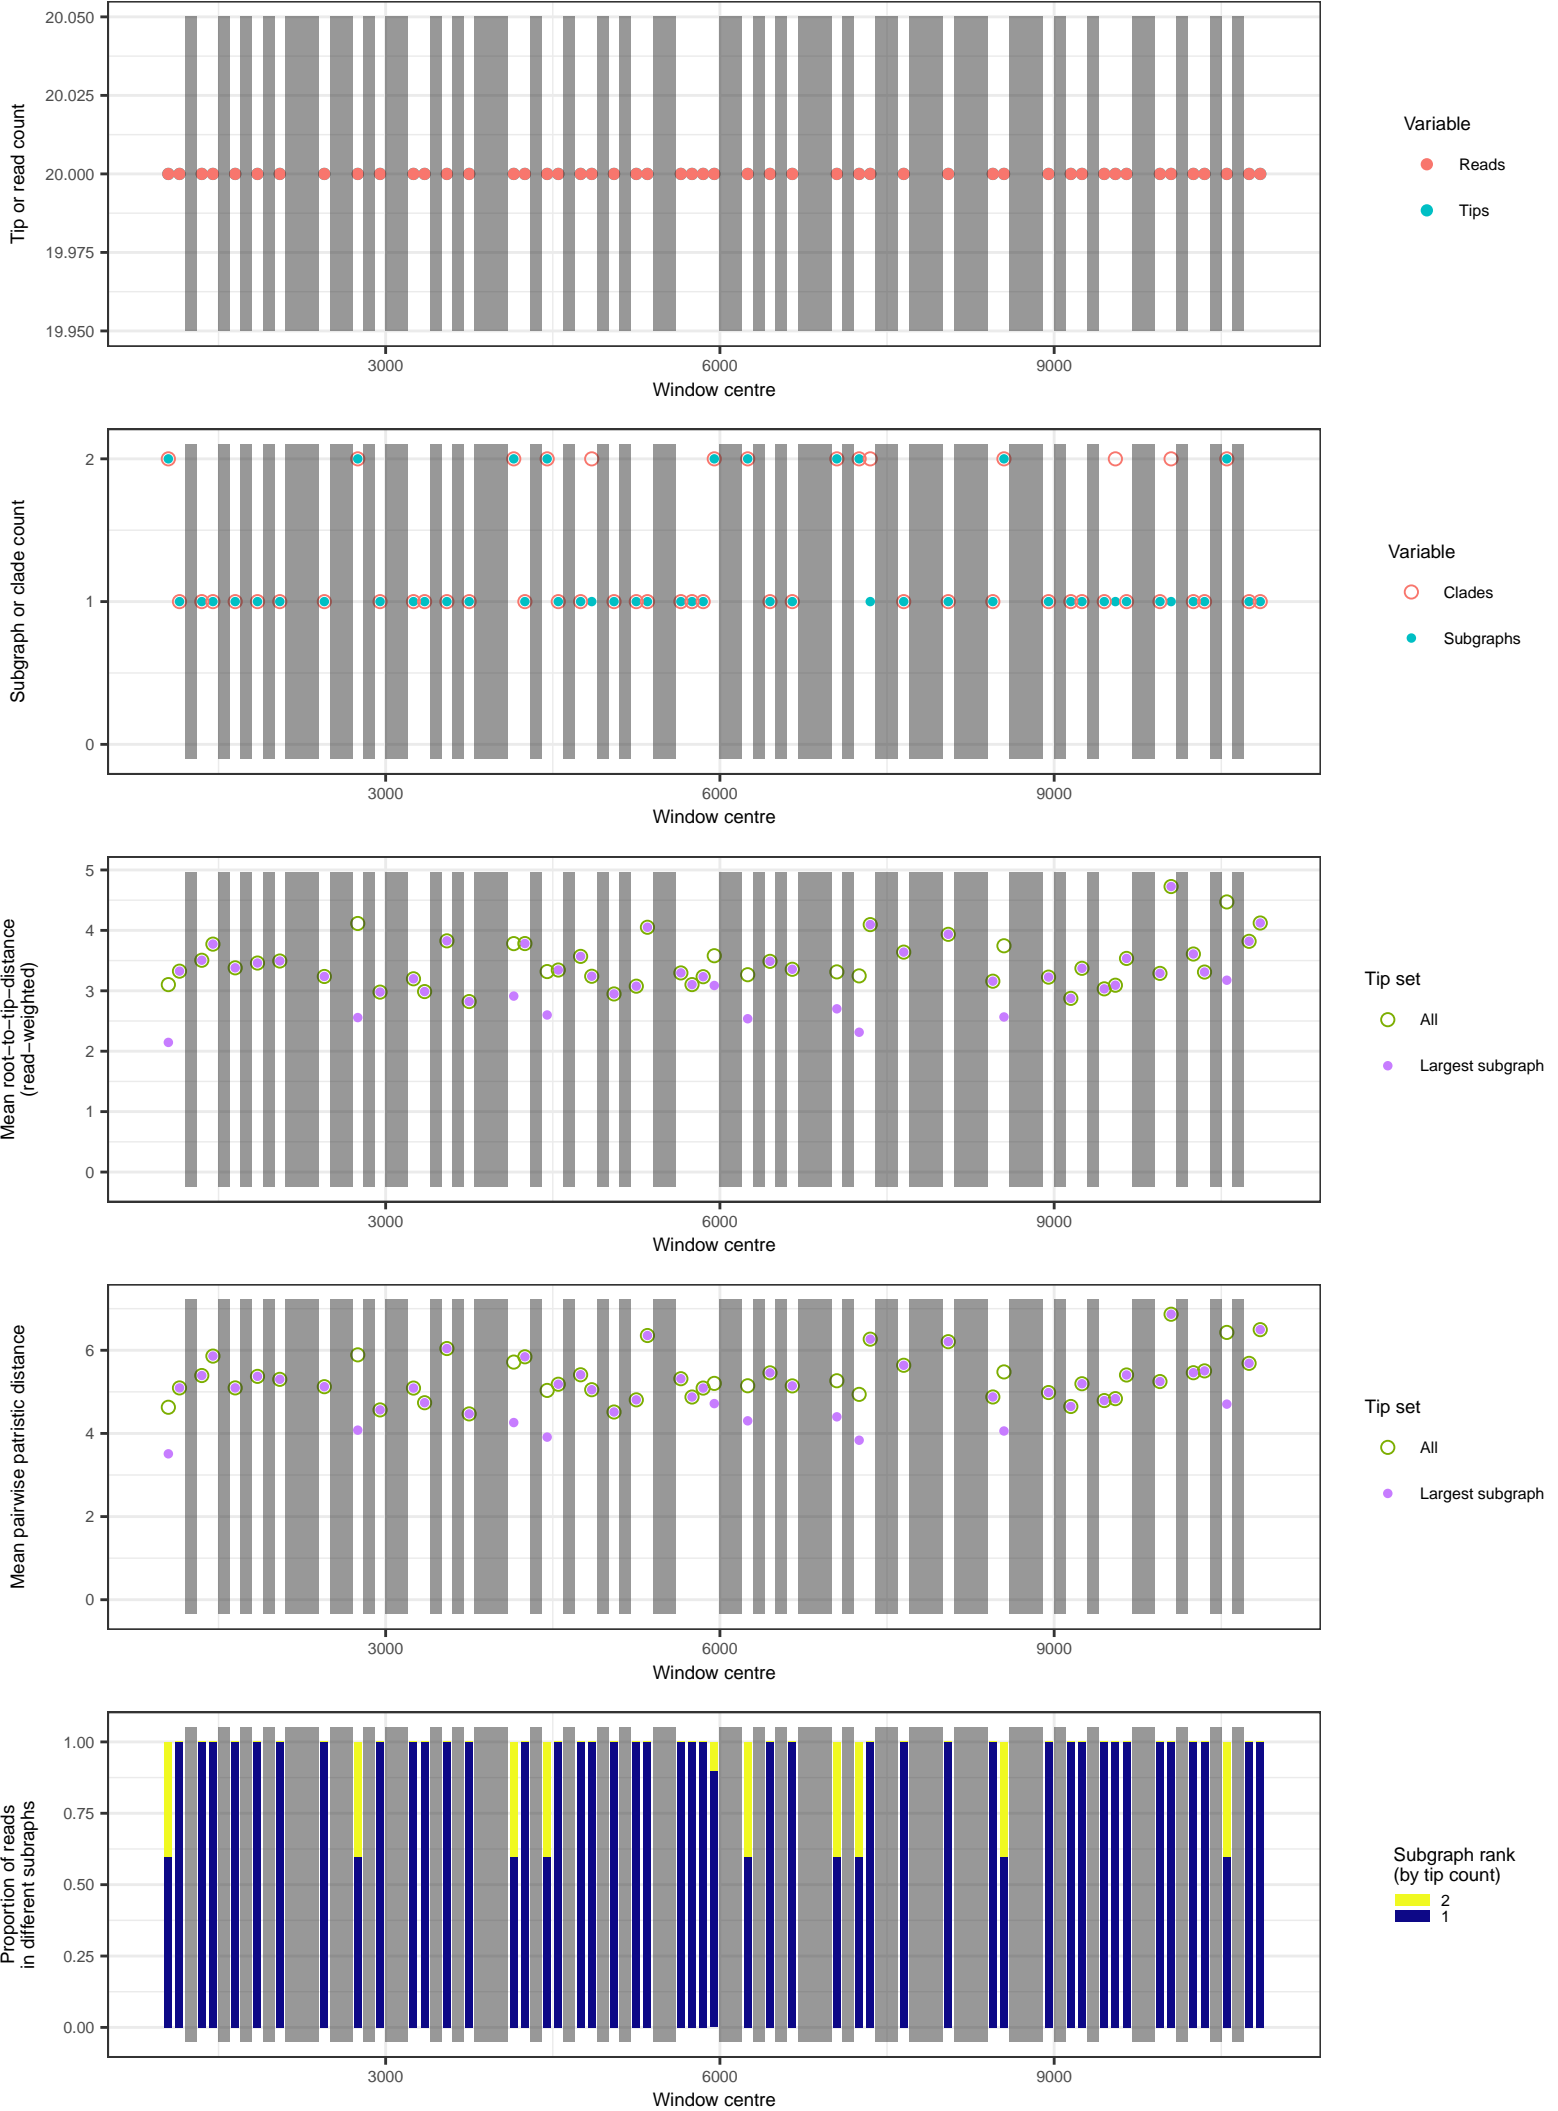 20.050
20.025
20.000
19.975
19.950
Tip or read count
3000 6000 9000
Window centre
Variable
Reads
Tips
2
1
0
Subgraph or clade count
3000 6000 9000
Window centre
Variable
Clades
Subgraphs
5
4
3
2
1
0
Mean root−to−tip−distance
(read−weighted)
3000 6000 9000
Window centre
Tip set
All
Largest subgraph
6
4
2
0
Mean pairwise patristic distance
3000 6000 9000
Window centre
Tip set
All
Largest subgraph
1.00
0.75
0.50
0.25
0.00
Proportion of reads
in different subraphs
3000 6000 9000
Window centre
Subgraph rank
(by tip count)
2
1